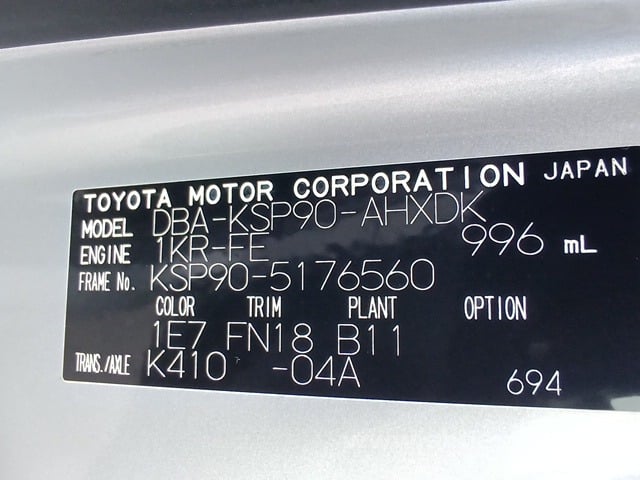 TOYOTA MOTOR CORPORATION JAPAN
MODEL DBA-KSP90-AHXDK
ENGINE 1KR-FE 996 mL
FRAME No. KSP90-5176560
COLOR TRIM PLANT OPTION
1E7 FN18 B11
TRANS./AXLE K410 -04A
694